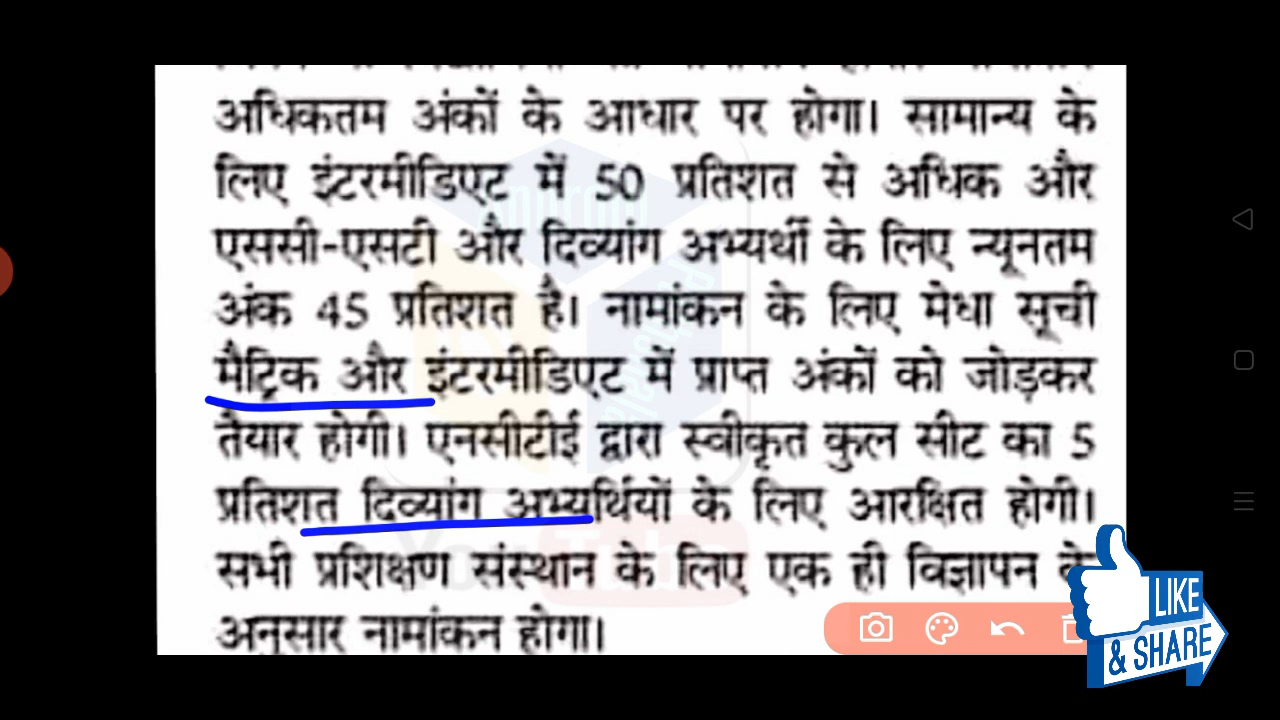 अधिकतम अंकों के आधार पर होगा। सामान्य के
लिए इंटरमीडिएट में 50 प्रतिशत से अधिक और
एससी-एसटी और दिव्यांग अभ्यर्थी के लिए न्यूनतम
अंक 45 प्रतिशत है। नामांकन के लिए मेधा सूची
मैट्रिक और इंटरमीडिएट में प्राप्त अंकों को जोड़कर
तैयार होगी। एनसीटीई द्वारा स्वीकृत कुल सीट का 5
प्रतिशत दिव्यांग अभ्यर्थियों के लिए आरक्षित होगी।
सभी प्रशिक्षण संस्थान के लिए एक ही विज्ञापन के
अनुसार नामांकन होगा।
LIKE
& SHARE